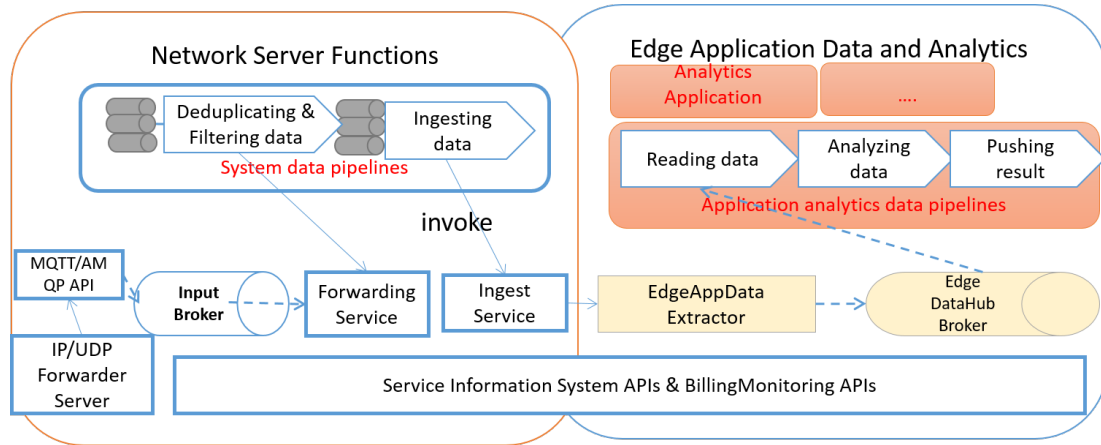 Network Server Functions
Deduplicating &
Filtering data
Ingesting
data
System data pipelines
invoke
MQTT/AM
QP API
Input
Broker
Forwarding
Service
Ingest
Service
IP/UDP
Forwarder
Server
Edge Application Data and Analytics
Analytics
Application
....
Reading data
Analyzing
data
Pushing
result
Application analytics data pipelines
EdgeAppData
Extractor
Edge
DataHub
Broker
Service Information System APIs & BillingMonitoring APIs